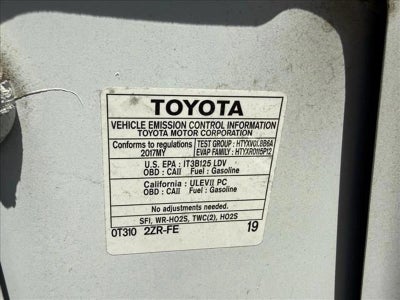 TOYOTA
VEHICLE EMISSION CONTROL INFORMATION
TOYOTA MOTOR CORPORATION
Conforms to regulations 2017MY
TEST GROUP : HTYXV01.8B6A
EVAP FAMILY : HTYXR0115P12
U.S. EPA : IT3B125 LDV
OBD : CAII Fuel : Gasoline
California : ULEVII PC
OBD : CAII Fuel : Gasoline
No adjustments needed.
SFI, WR-HO2S, TWC(2), HO2S
0T310 2ZR-FE 19